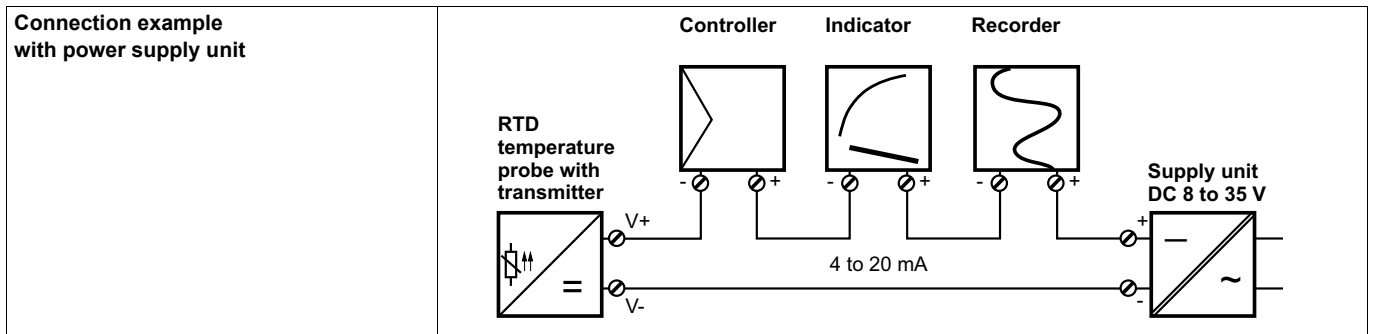 Connection example
with power supply unit
Controller
Indicator
Recorder
RTD
temperature
probe with
transmitter
- +
- +
- +
Supply unit
DC 8 to 35 V
V+
+
4 to 20 mA
=
~
V-
-